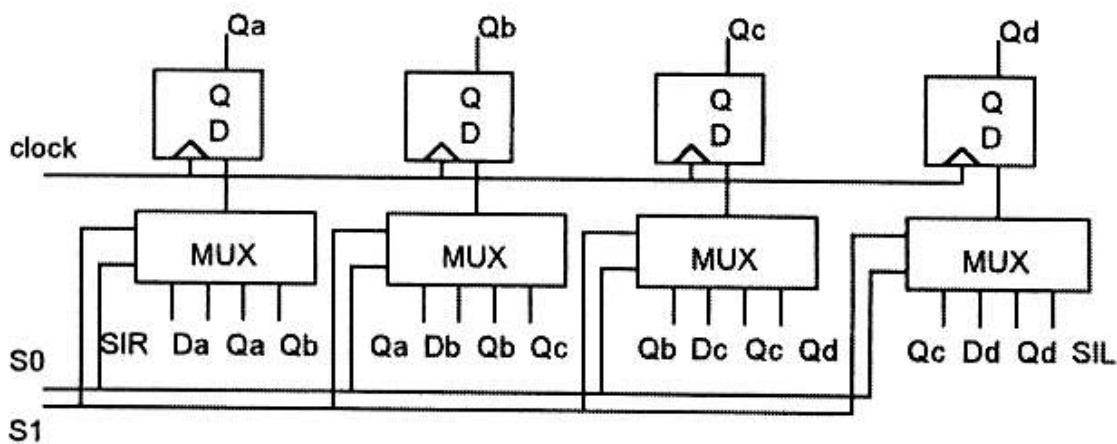 Qa Qb Qc Qd
Q Q Q Q
D D D D
clock
MUX MUX MUX MUX
SIR Da Qa Qb Qa Db Qb Qc Qb Dc Qc Qd Qc Dd Qd SIL
S0
S1